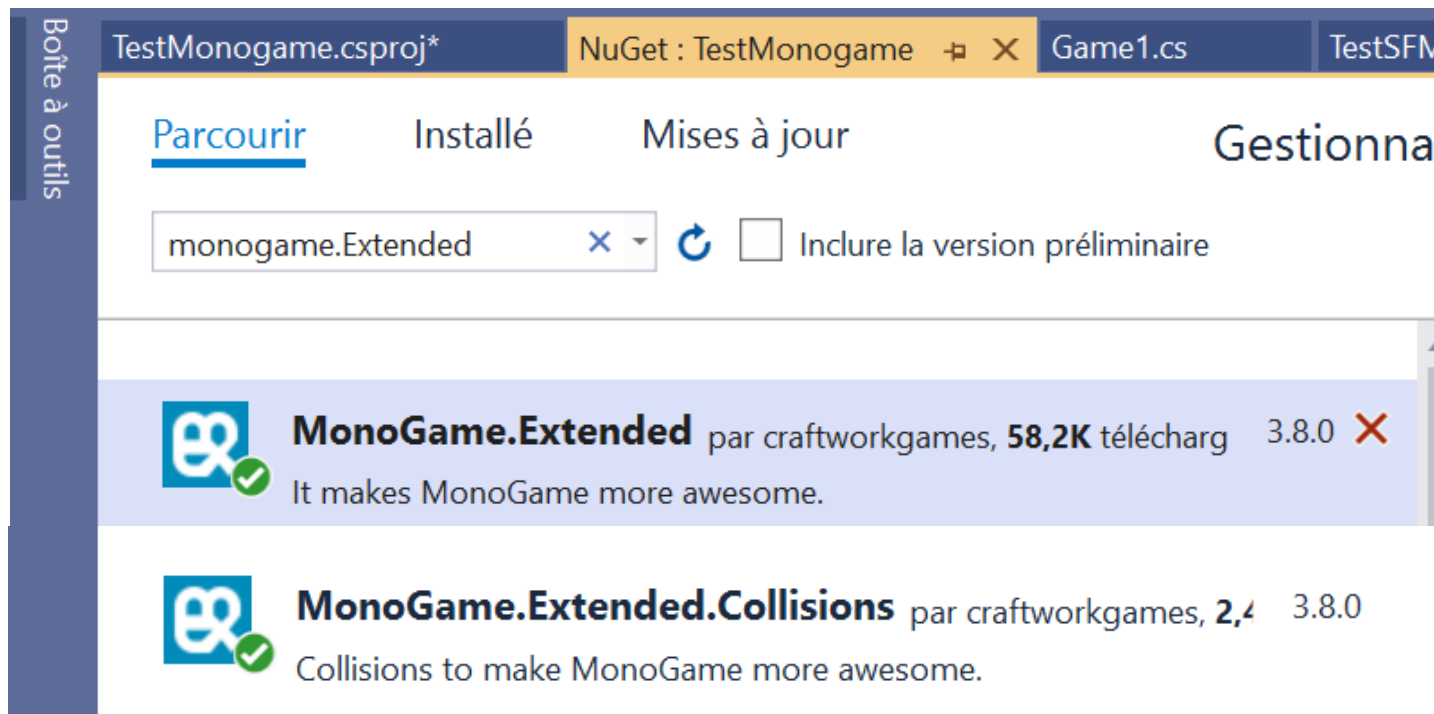 Boîte à outils
TestMonogame.csproj* NuGet : TestMonogame Game1.cs
Parcourir Installé Mises à jour
monogame.Extended Inclure la version préliminaire
MonoGame.Extended par craftworkgames, 58,2K télécharg 3.8.0
It makes MonoGame more awesome.
MonoGame.Extended.Collisions par craftworkgames, 3.8.0
Collisions to make MonoGame more awesome.